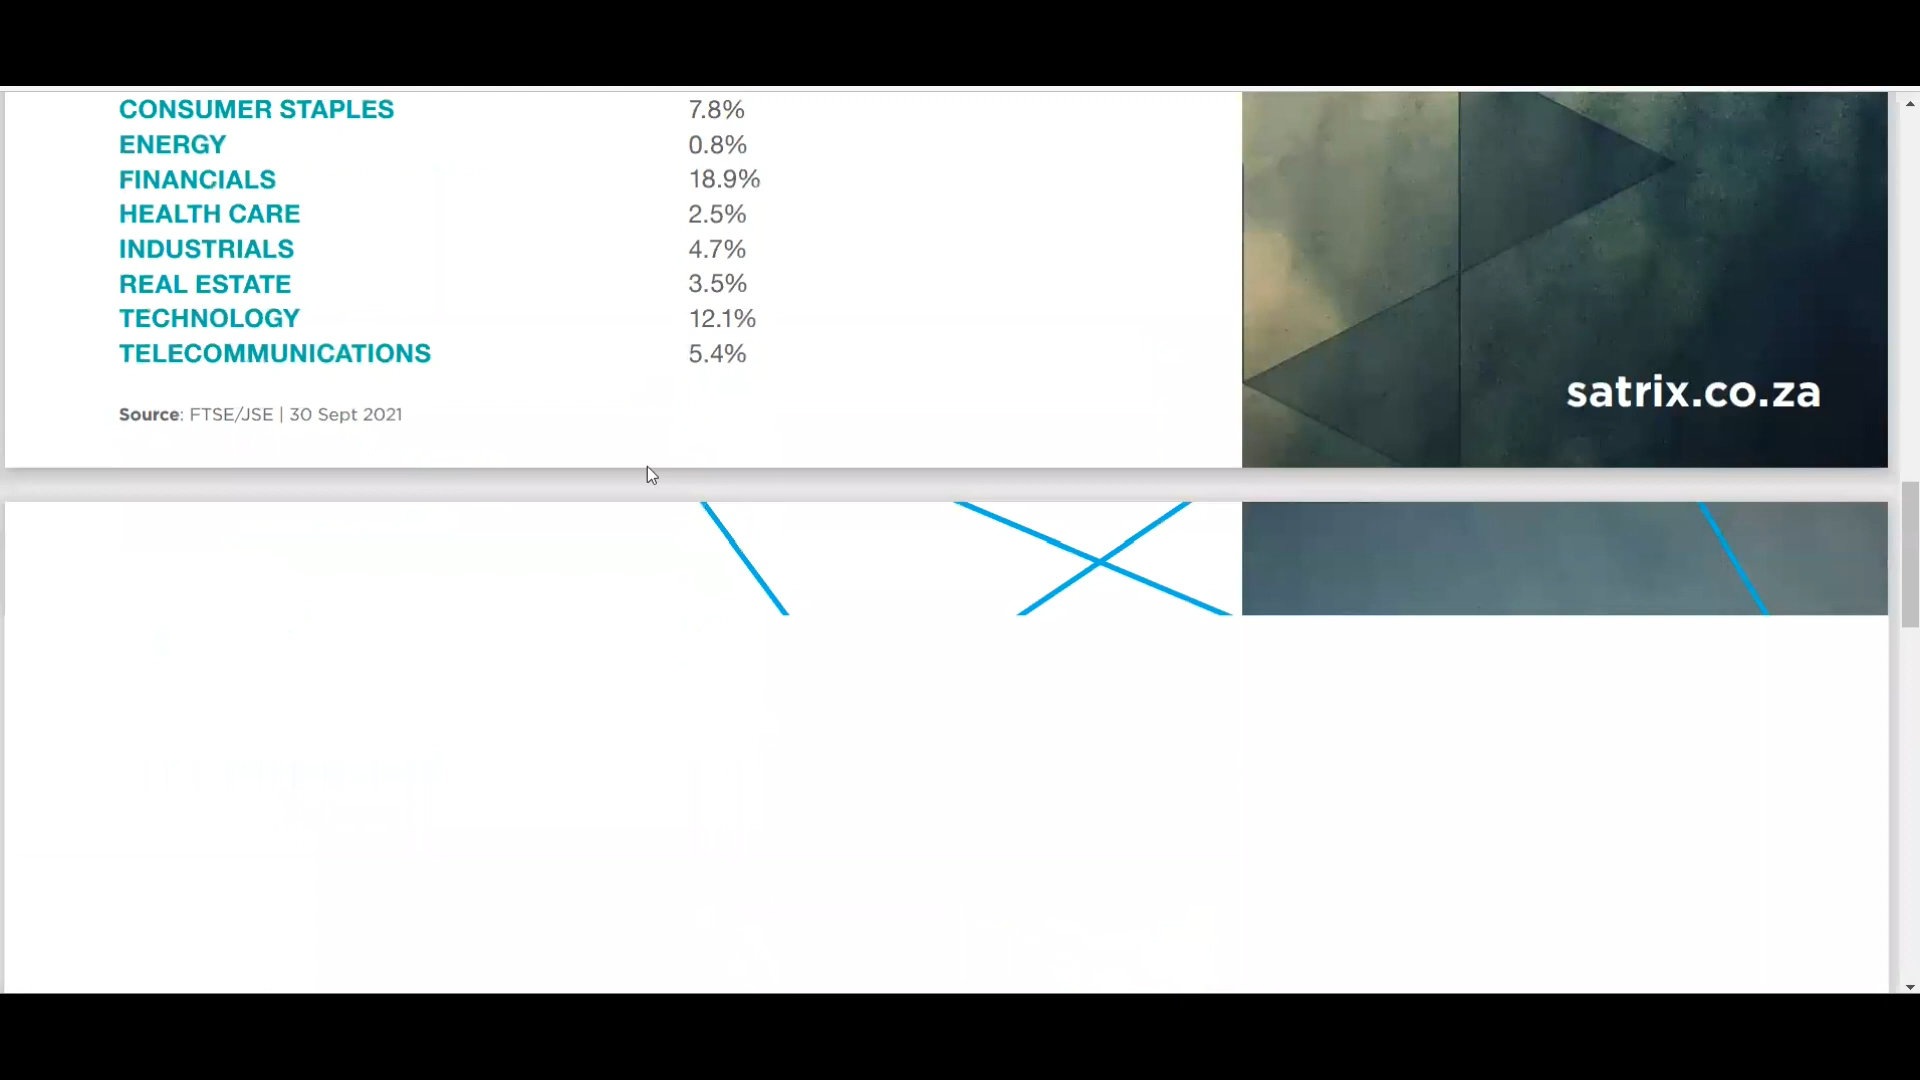 CONSUMER STAPLES 7.8%
ENERGY 0.8%
FINANCIALS 18.9%
HEALTH CARE 2.5%
INDUSTRIALS 4.7%
REAL ESTATE 3.5%
TECHNOLOGY 12.1%
TELECOMMUNICATIONS 5.4%
Source: FTSE/JSE | 30 Sept 2021
satrix.co.za